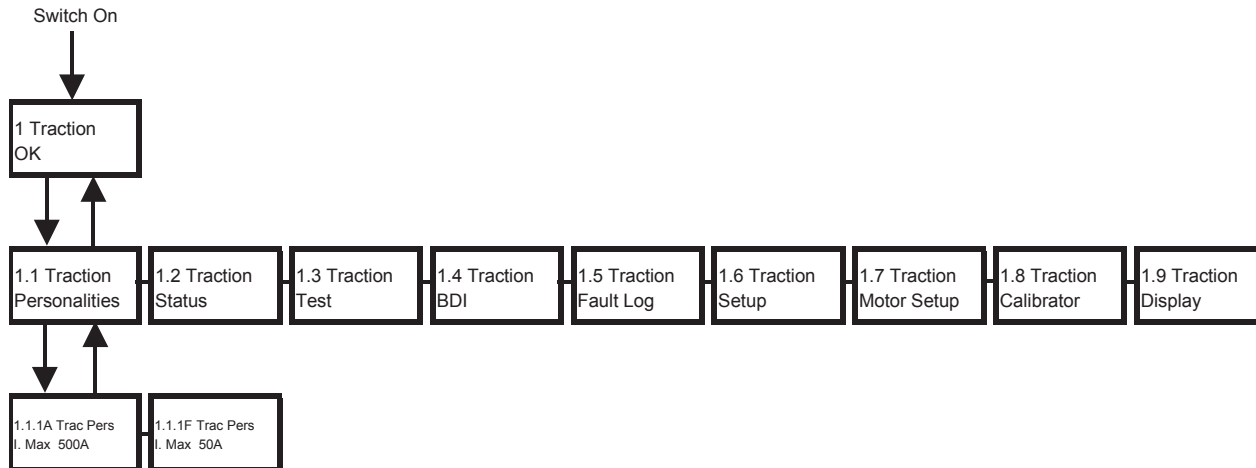 Switch On
1 Traction
OK
1.1 Traction
Personalities
1.2 Traction
Status
1.3 Traction
Test
1.4 Traction
BDI
1.5 Traction
Fault Log
1.6 Traction
Setup
1.7 Traction
Motor Setup
1.8 Traction
Calibrator
1.9 Traction
Display
1.1.1A Trac Pers
I. Max  500A
1.1.1F Trac Pers
I. Max  50A